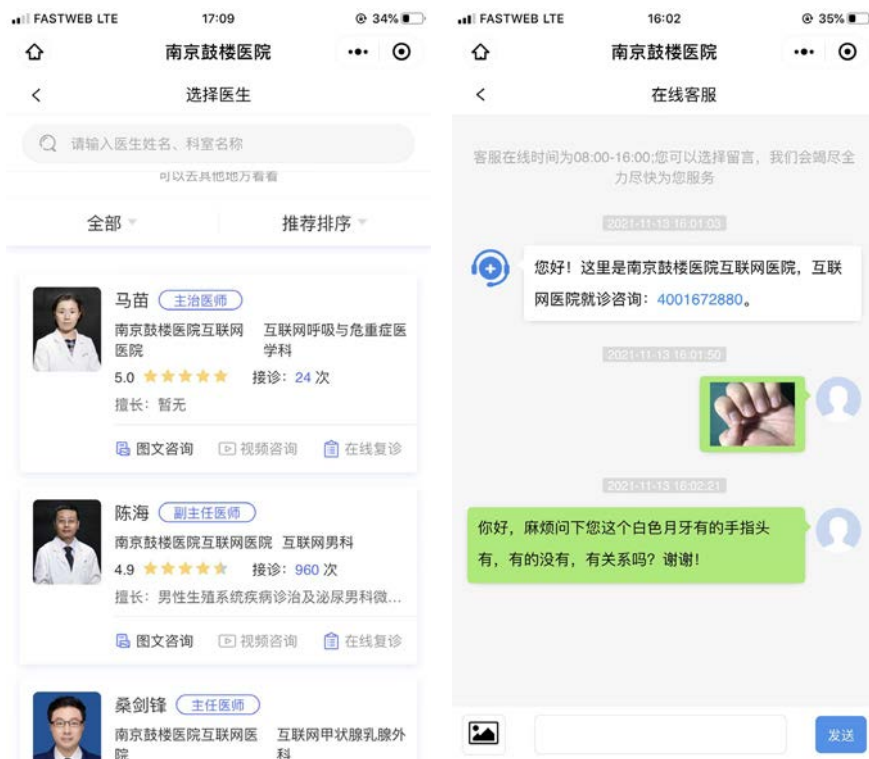 FASTWEB LTE 17:09 34%
南京鼓楼医院
选择医生
请输入医生姓名、科室名称
可以去其他地方看看
全部 推荐排序
马苗 主治医师
南京鼓楼医院互联网 互联网呼吸与危重症医
医院 学科
5.0 接诊：24 次
擅长：暂无
图文咨询 视频咨询 在线复诊
陈海 副主任医师
南京鼓楼医院互联网医院 互联网男科
4.9 接诊：960 次
擅长：男性生殖系统疾病诊治及泌尿男科微...
图文咨询 视频咨询 在线复诊
桑剑锋 主任医师
南京鼓楼医院互联网医 互联网甲状腺乳腺外
院 科
FASTWEB LTE 16:02 35%
南京鼓楼医院
在线客服
客服在线时间为08:00-16:00;您可以选择留言，我们会竭尽全
力尽快为您服务
2021-11-13 16:01:03
您好！这里是南京鼓楼医院互联网医院，互联
网医院就诊咨询：4001672880。
2021-11-13 16:01:50
2021-11-13 16:02:21
你好，麻烦问下您这个白色月牙有的手指头
有，有的没有，有关系吗？谢谢！
发送